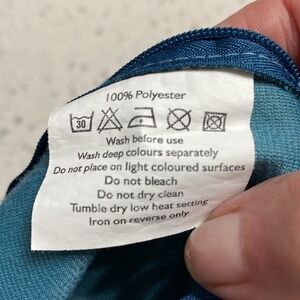 100% Polyester
30
Wash before use
Wash deep colours separately
Do not place on light coloured surfaces
Do not bleach
Do not dry clean
Tumble dry low heat setting
Iron on reverse only